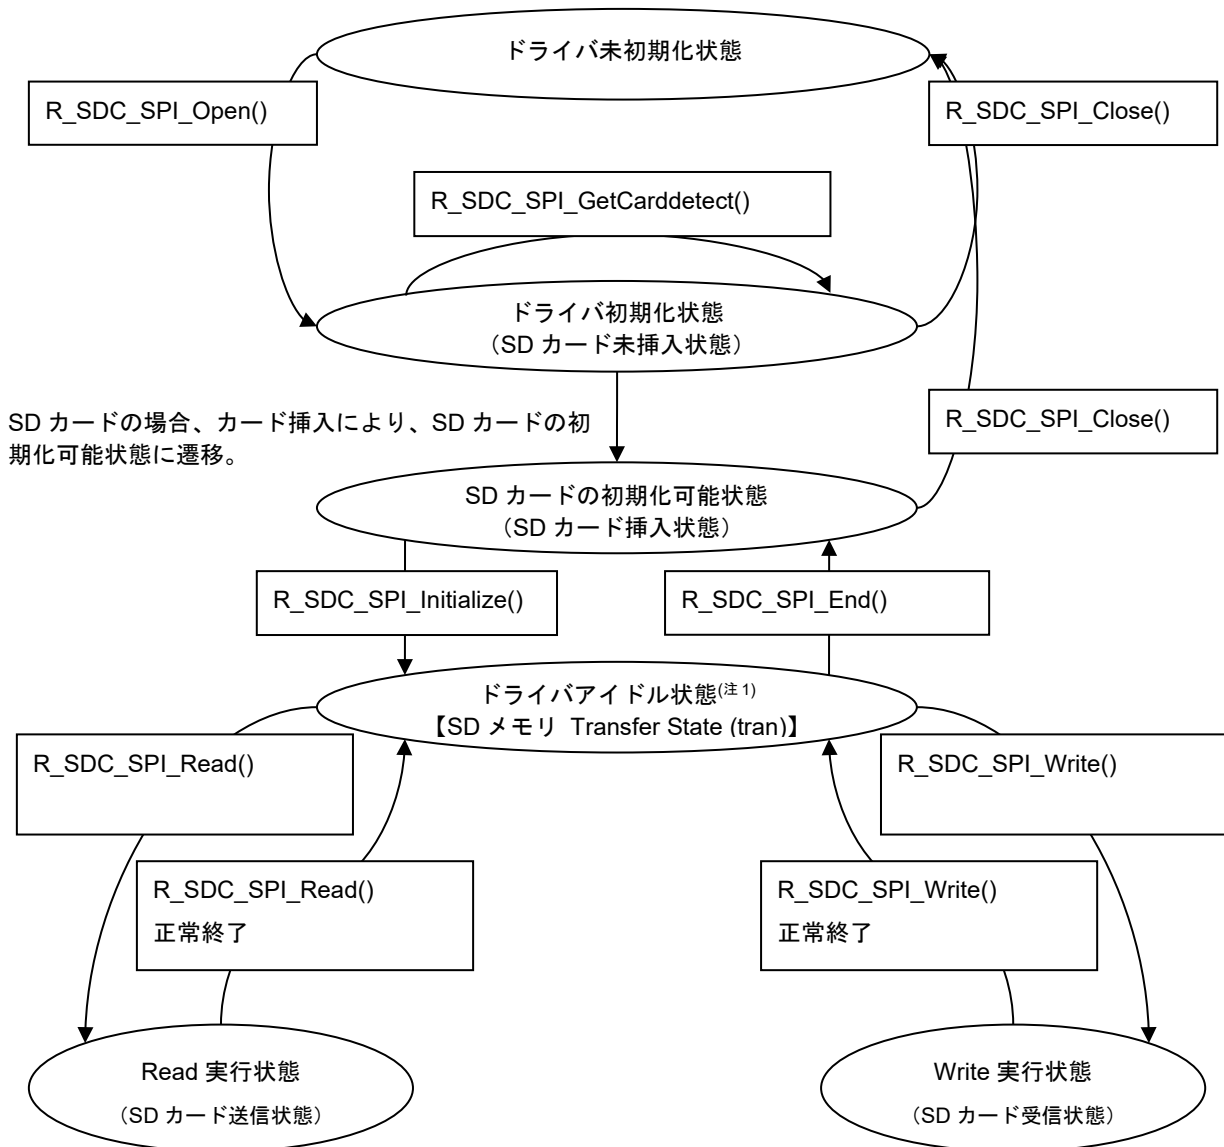 ドライバ未初期化状態
R_SDC_SPI_Open()
R_SDC_SPI_Close()
R_SDC_SPI_GetCarddetect()
ドライバ初期化状態
（SD カード未挿入状態）
SD カードの場合、カード挿入により、SD カードの初
期化可能状態に遷移。
R_SDC_SPI_Close()
SD カードの初期化可能状態
（SD カード挿入状態）
R_SDC_SPI_Initialize()
R_SDC_SPI_End()
ドライバアイドル状態(注 1)
【SD メモリ Transfer State (tran)】
R_SDC_SPI_Read()
R_SDC_SPI_Write()
R_SDC_SPI_Read()
正常終了
R_SDC_SPI_Write()
正常終了
Read 実行状態
（SD カード送信状態）
Write 実行状態
（SD カード受信状態）